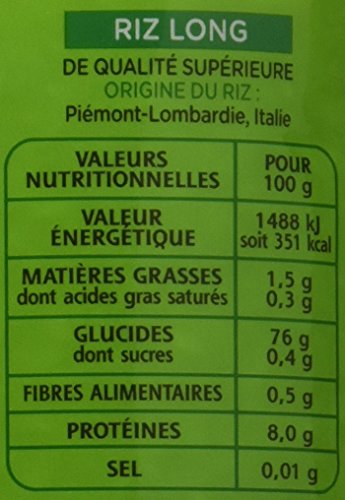 RIZ LONG
DE QUALITÉ SUPÉRIEURE
ORIGINE DU RIZ :
Piémont-Lombardie, Italie
VALEURS NUTRITIONNELLES
POUR 100 g
VALEUR ÉNERGÉTIQUE
1488 kJ
soit 351 kcal
MATIÈRES GRASSES 1,5 g
dont acides gras saturés 0,3 g
GLUCIDES 76 g
dont sucres 0,4 g
FIBRES ALIMENTAIRES 0,5 g
PROTÉINES 8,0 g
SEL 0,01 g